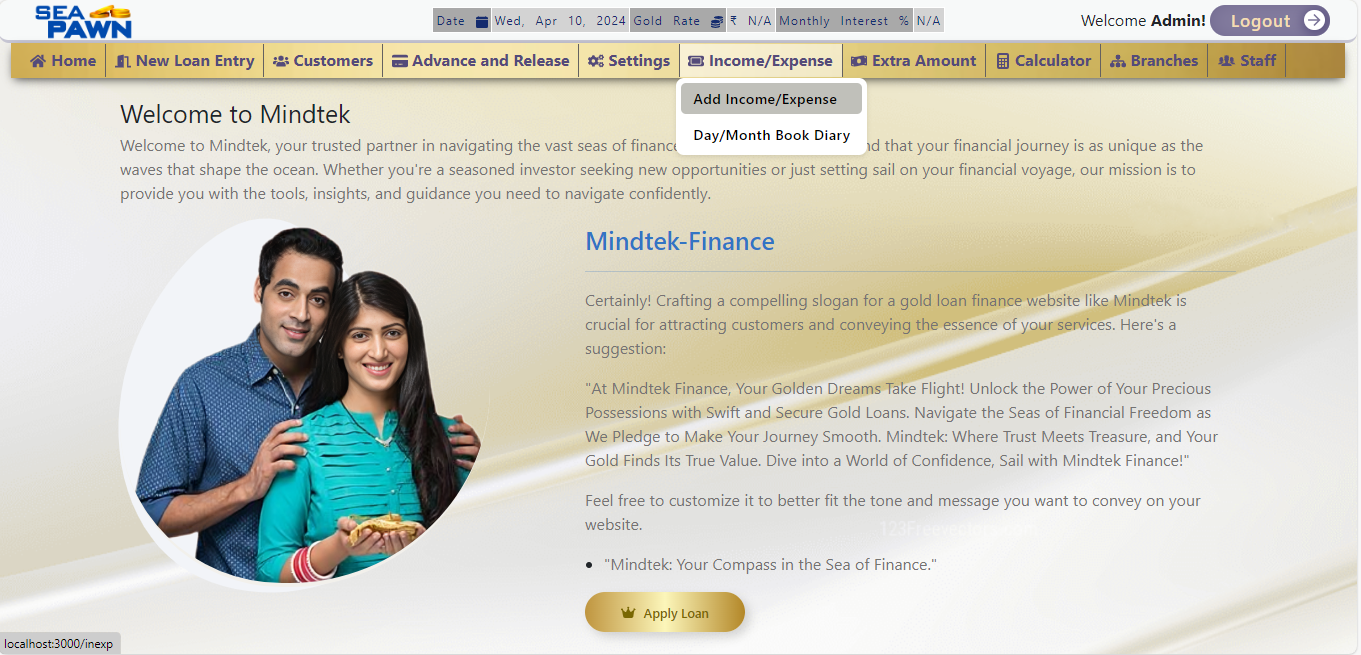 SEA
PAWN
Date Wed, Apr 10, 2024 Gold Rate ₹ N/A Monthly Interest % N/A
Welcome Admin! Logout
Home New Loan Entry Customers Advance and Release Settings Income/Expense Extra Amount Calculator Branches Staff
Add Income/Expense
Day/Month Book Diary
Welcome to Mindtek
Welcome to Mindtek, your trusted partner in navigating the vast seas of finance nd that your financial journey is as unique as the
waves that shape the ocean. Whether you're a seasoned investor seeking new opportunities or just setting sail on your financial voyage, our mission is to
provide you with the tools, insights, and guidance you need to navigate confidently.
Mindtek-Finance
Certainly! Crafting a compelling slogan for a gold loan finance website like Mindtek is
crucial for attracting customers and conveying the essence of your services. Here's a
suggestion:
"At Mindtek Finance, Your Golden Dreams Take Flight! Unlock the Power of Your Precious
Possessions with Swift and Secure Gold Loans. Navigate the Seas of Financial Freedom as
We Pledge to Make Your Journey Smooth. Mindtek: Where Trust Meets Treasure, and Your
Gold Finds Its True Value. Dive into a World of Confidence, Sail with Mindtek Finance!"
Feel free to customize it to better fit the tone and message you want to convey on your
website.
"Mindtek: Your Compass in the Sea of Finance."
Apply Loan
localhost:3000/inexp